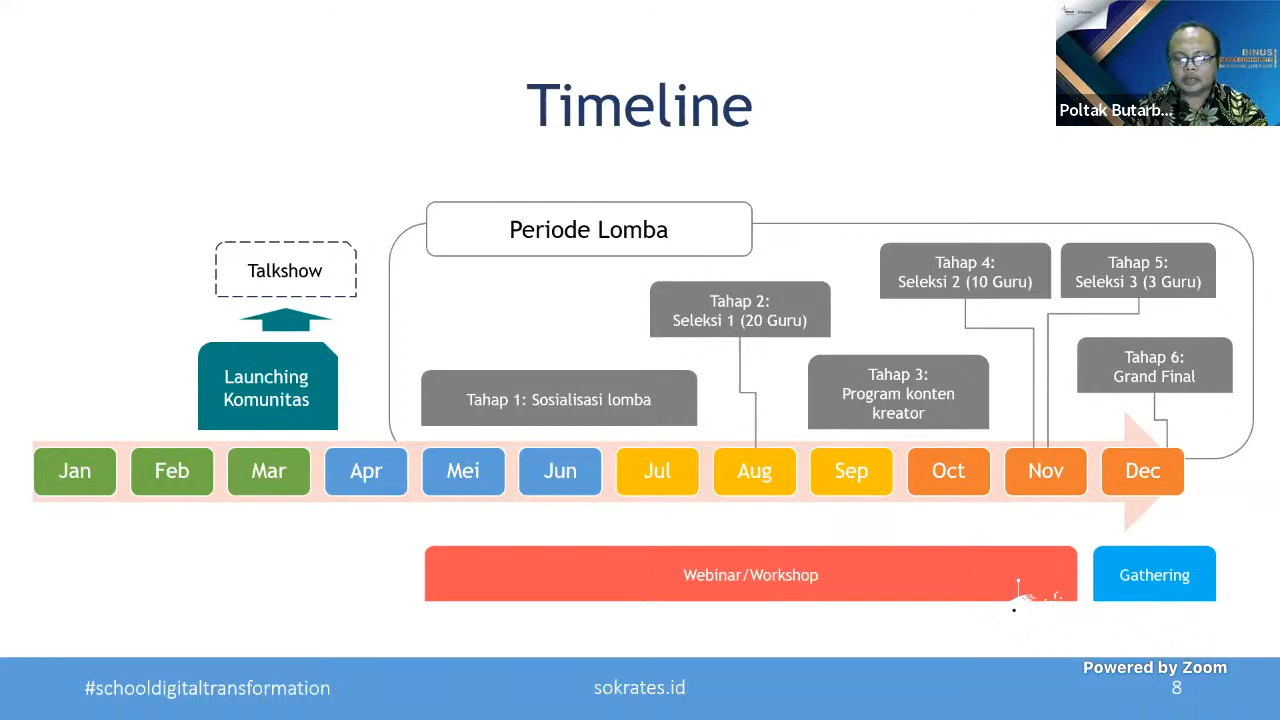 Timeline
BINUS
Poltak Butarb...
Periode Lomba
Talkshow
Tahap 4:
Seleksi 2 (10 Guru)
Tahap 5:
Seleksi 3 (3 Guru)
Tahap 2:
Seleksi 1 (20 Guru)
Launching
Komunitas
Tahap 1: Sosialisasi lomba
Tahap 3:
Program konten
kreator
Tahap 6:
Grand Final
Jan Feb Mar Apr Mei Jun Jul Aug Sep Oct Nov Dec
Webinar/Workshop
Gathering
Powered by Zoom
#schooldigitaltransformation
sokrates.id
8